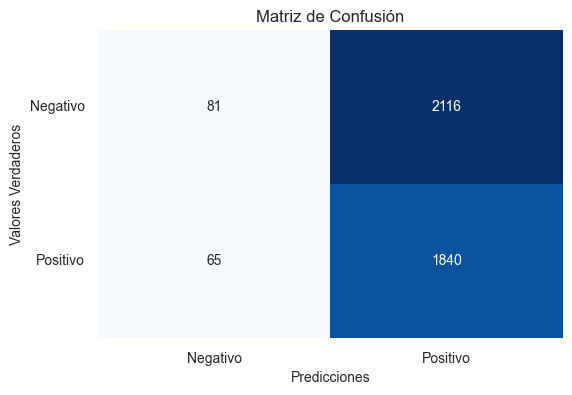 Matriz de Confusión
Valores Verdaderos
Negativo
81
2116
Positivo
65
1840
Negativo
Positivo
Predicciones